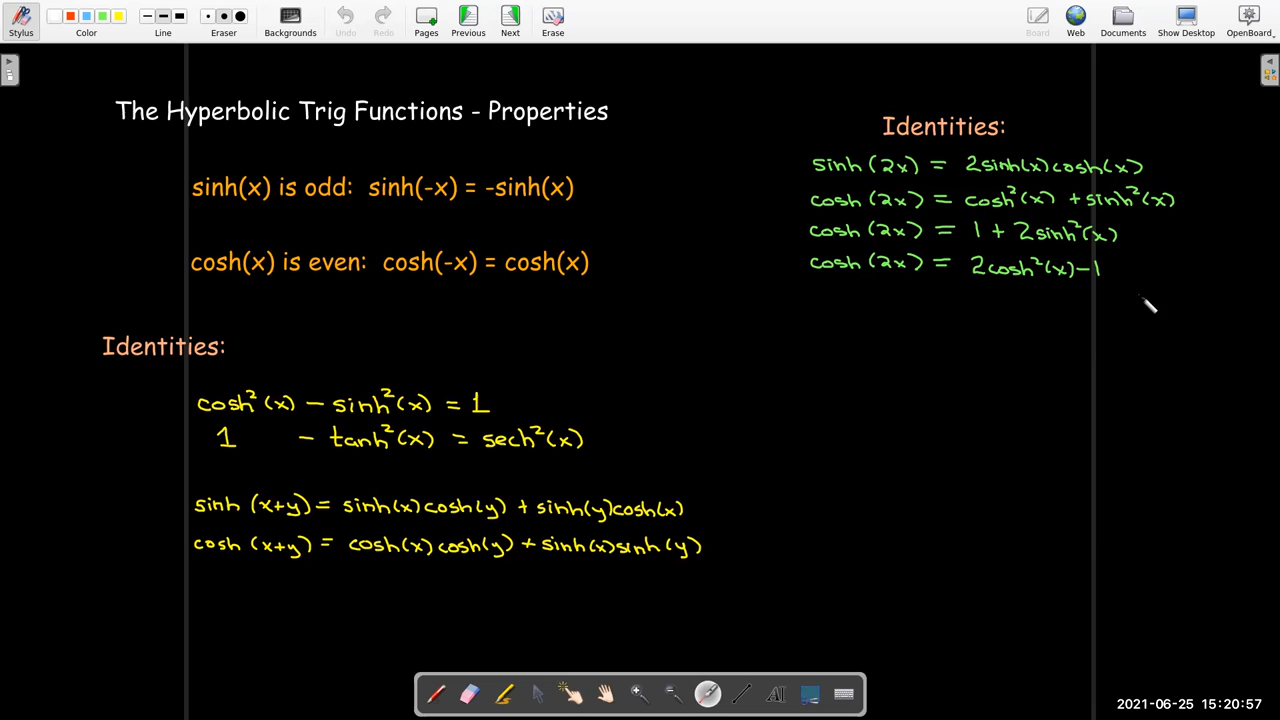 Stylus Color Line Eraser Backgrounds Undo Redo Pages Previous Next Erase Board Web Documents Show Desktop OpenBoard
The Hyperbolic Trig Functions - Properties
sinh(x) is odd: sinh(-x) = -sinh(x)
cosh(x) is even: cosh(-x) = cosh(x)
Identities:
cosh²(x) - sinh²(x) = 1
1 - tanh²(x) = sech²(x)
sinh (x+y) = sinh(x)cosh(y) + sinh(y)cosh(x)
cosh (x+y) = cosh(x)cosh(y) + sinh(x)sinh(y)
Identities:
sinh (2x) = 2sinh(x)cosh(x)
cosh (2x) = cosh²(x) + sinh²(x)
cosh (2x) = 1 + 2sinh²(x)
cosh (2x) = 2cosh²(x) - 1
AI
2021-06-25 15:20:57